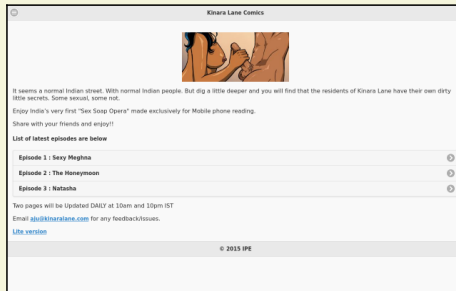 Kinara Lane Comics
It seems a normal Indian street. With normal Indian people. But dig a little deeper and you will find that the residents of Kinara Lane have their own dirty
little secrets. Some sexual, some not.
Enjoy India's very first "Sex Soap Opera" made exclusively for Mobile phone reading.
Share with your friends and enjoy!!
List of latest episodes are below
Episode 1 : Sexy Meghna
Episode 2 : The Honeymoon
Episode 3 : Natasha
Two pages will be Updated DAILY at 10am and 10pm IST
Email aju@kinaralane.com for any feedback/issues.
Lite version
© 2015 IPE